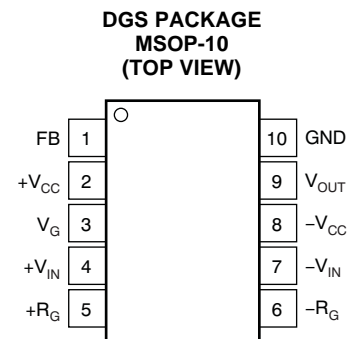 DGS PACKAGE
MSOP-10
(TOP VIEW)
FB 1 10 GND
+VCC 2 9 VOUT
VG 3 8 −VCC
+VIN 4 7 −VIN
+RG 5 6 −RG